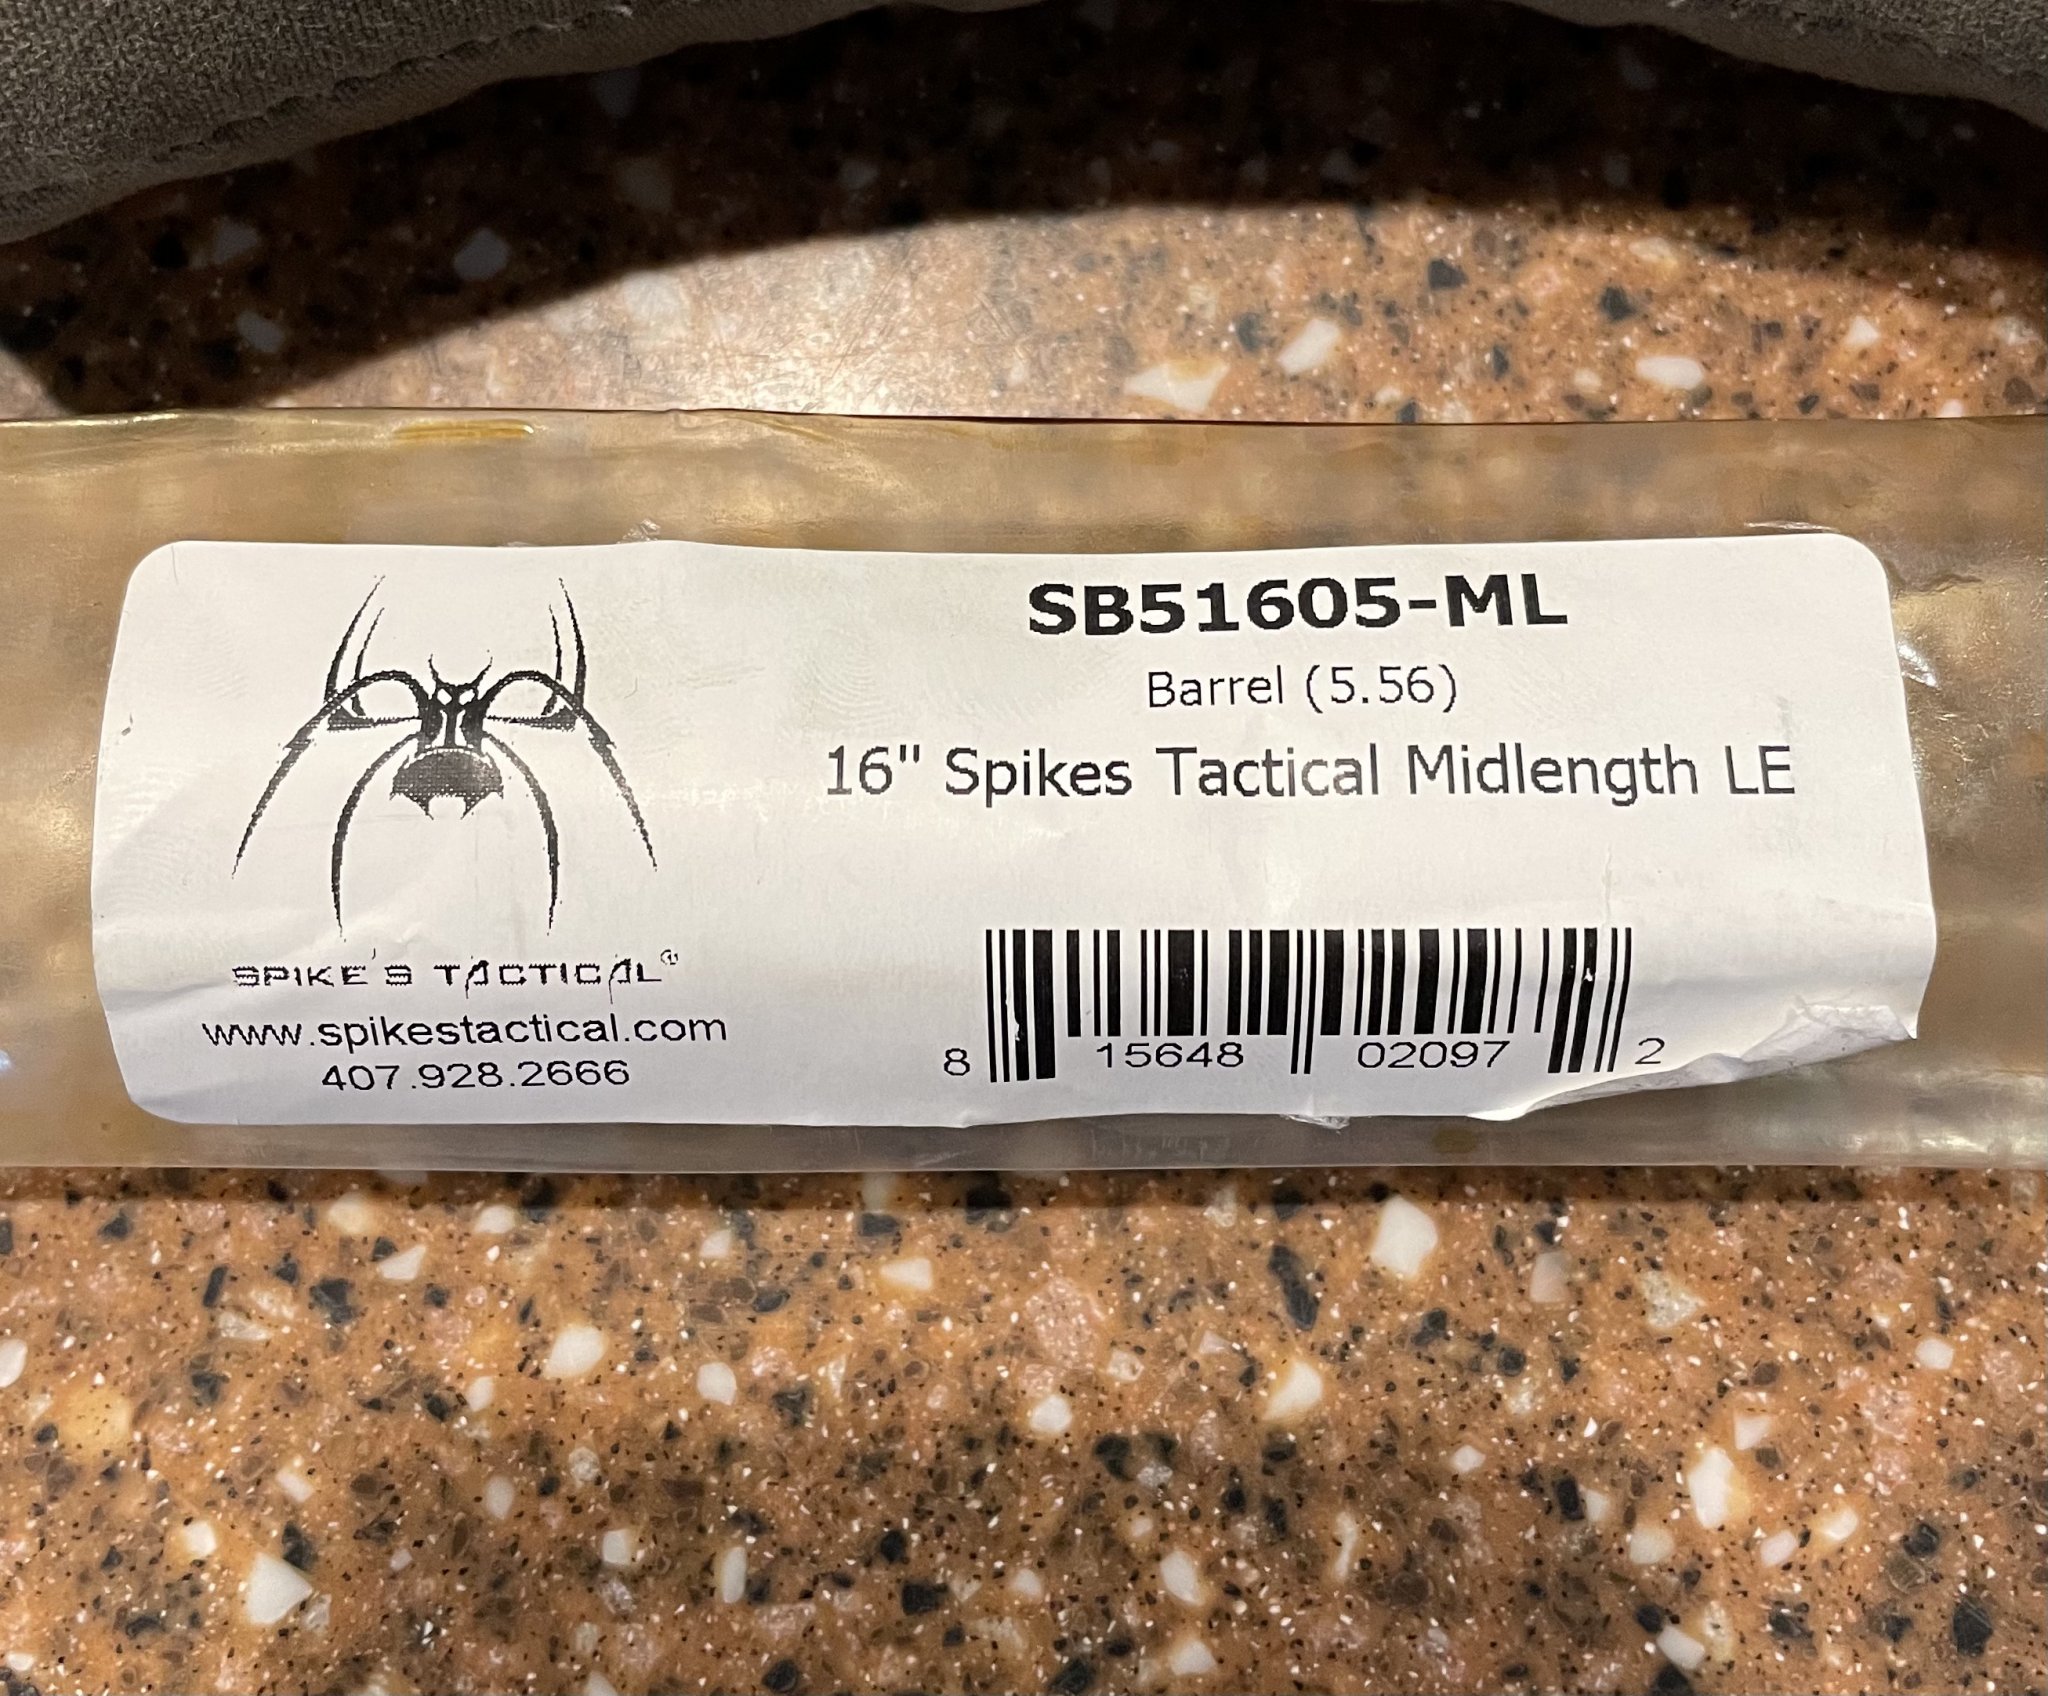 SB51605-ML
Barrel (5.56)
16" Spikes Tactical Midlength LE
SPIKE'S TACTICAL®
www.spikestactical.com
407.928.2666
8 15648 02097 2